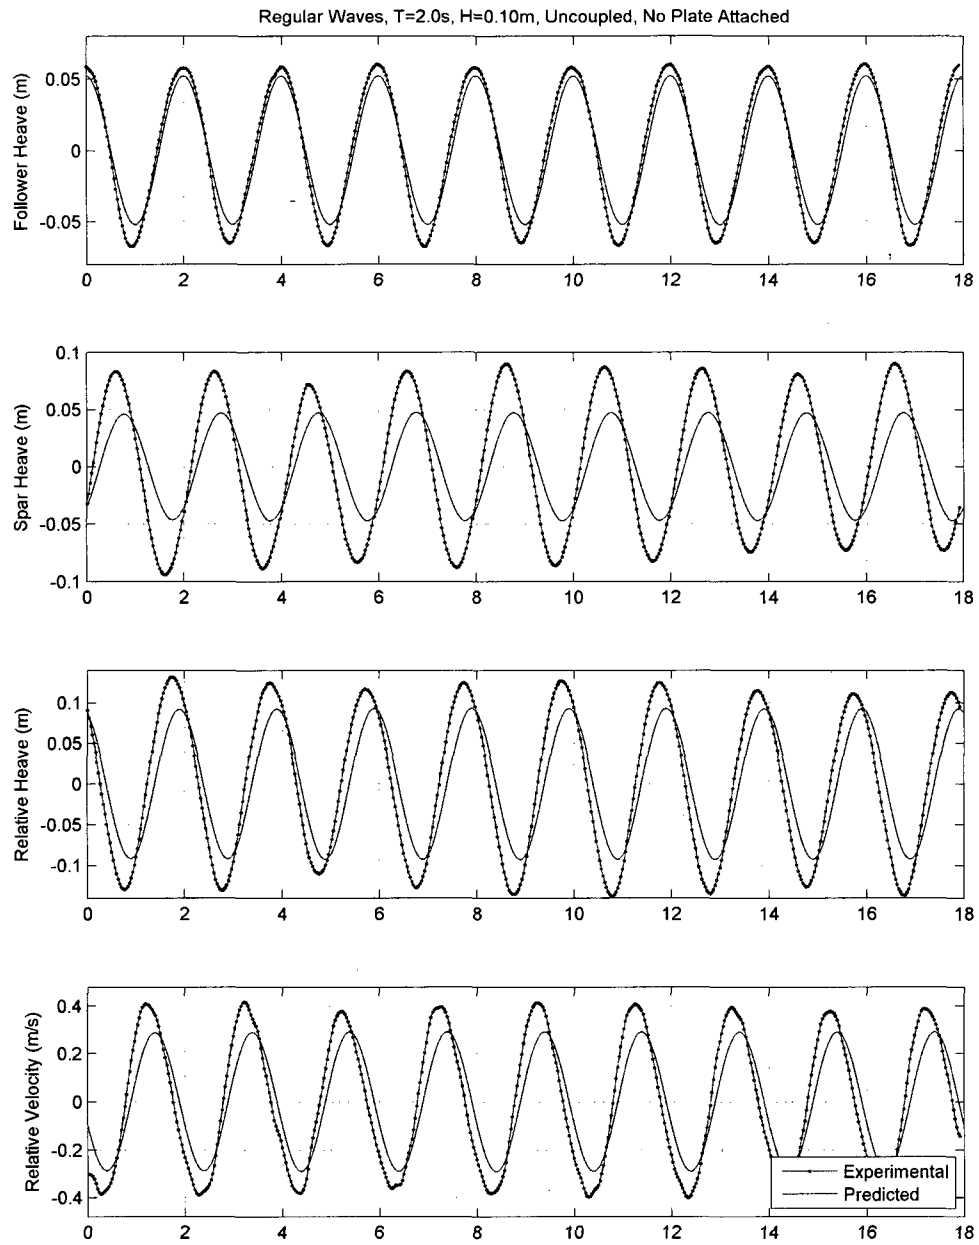 Regular Waves, T=2.0s, H=0.10m, Uncoupled, No Plate Attached
Follower Heave (m)
0.05
0
-0.05
0 2 4 6 8 10 12 14 16 18
Spar Heave (m)
0.1
0.05
0
-0.05
-0.1
0 2 4 6 8 10 12 14 16 18
Relative Heave (m)
0.1
0.05
0
-0.05
-0.1
0 2 4 6 8 10 12 14 16 18
Relative Velocity (m/s)
0.4
0.2
0
-0.2
-0.4
Experimental
Predicted
0 2 4 6 8 10 12 14 16 18